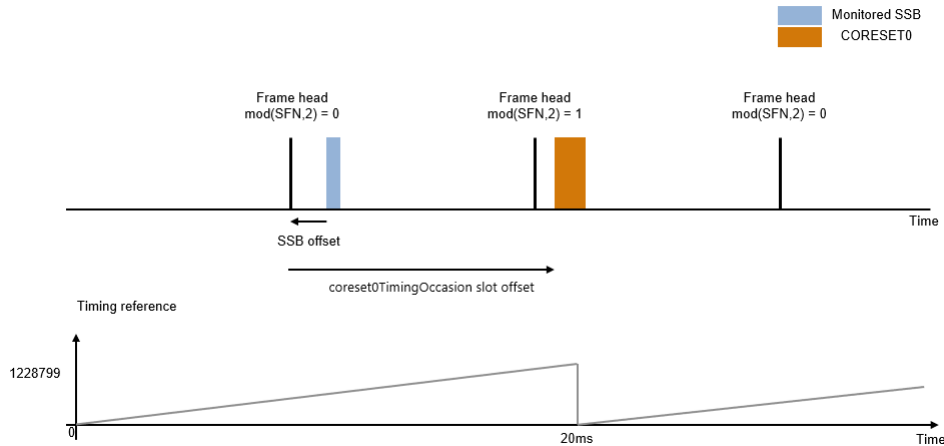 Monitored SSB
CORESET0
Frame head
mod(SFN,2) = 0
Frame head
mod(SFN,2) = 1
Frame head
mod(SFN,2) = 0
Time
SSB offset
coreset0TimingOccasion slot offset
Timing reference
1228799
0
20ms
Time